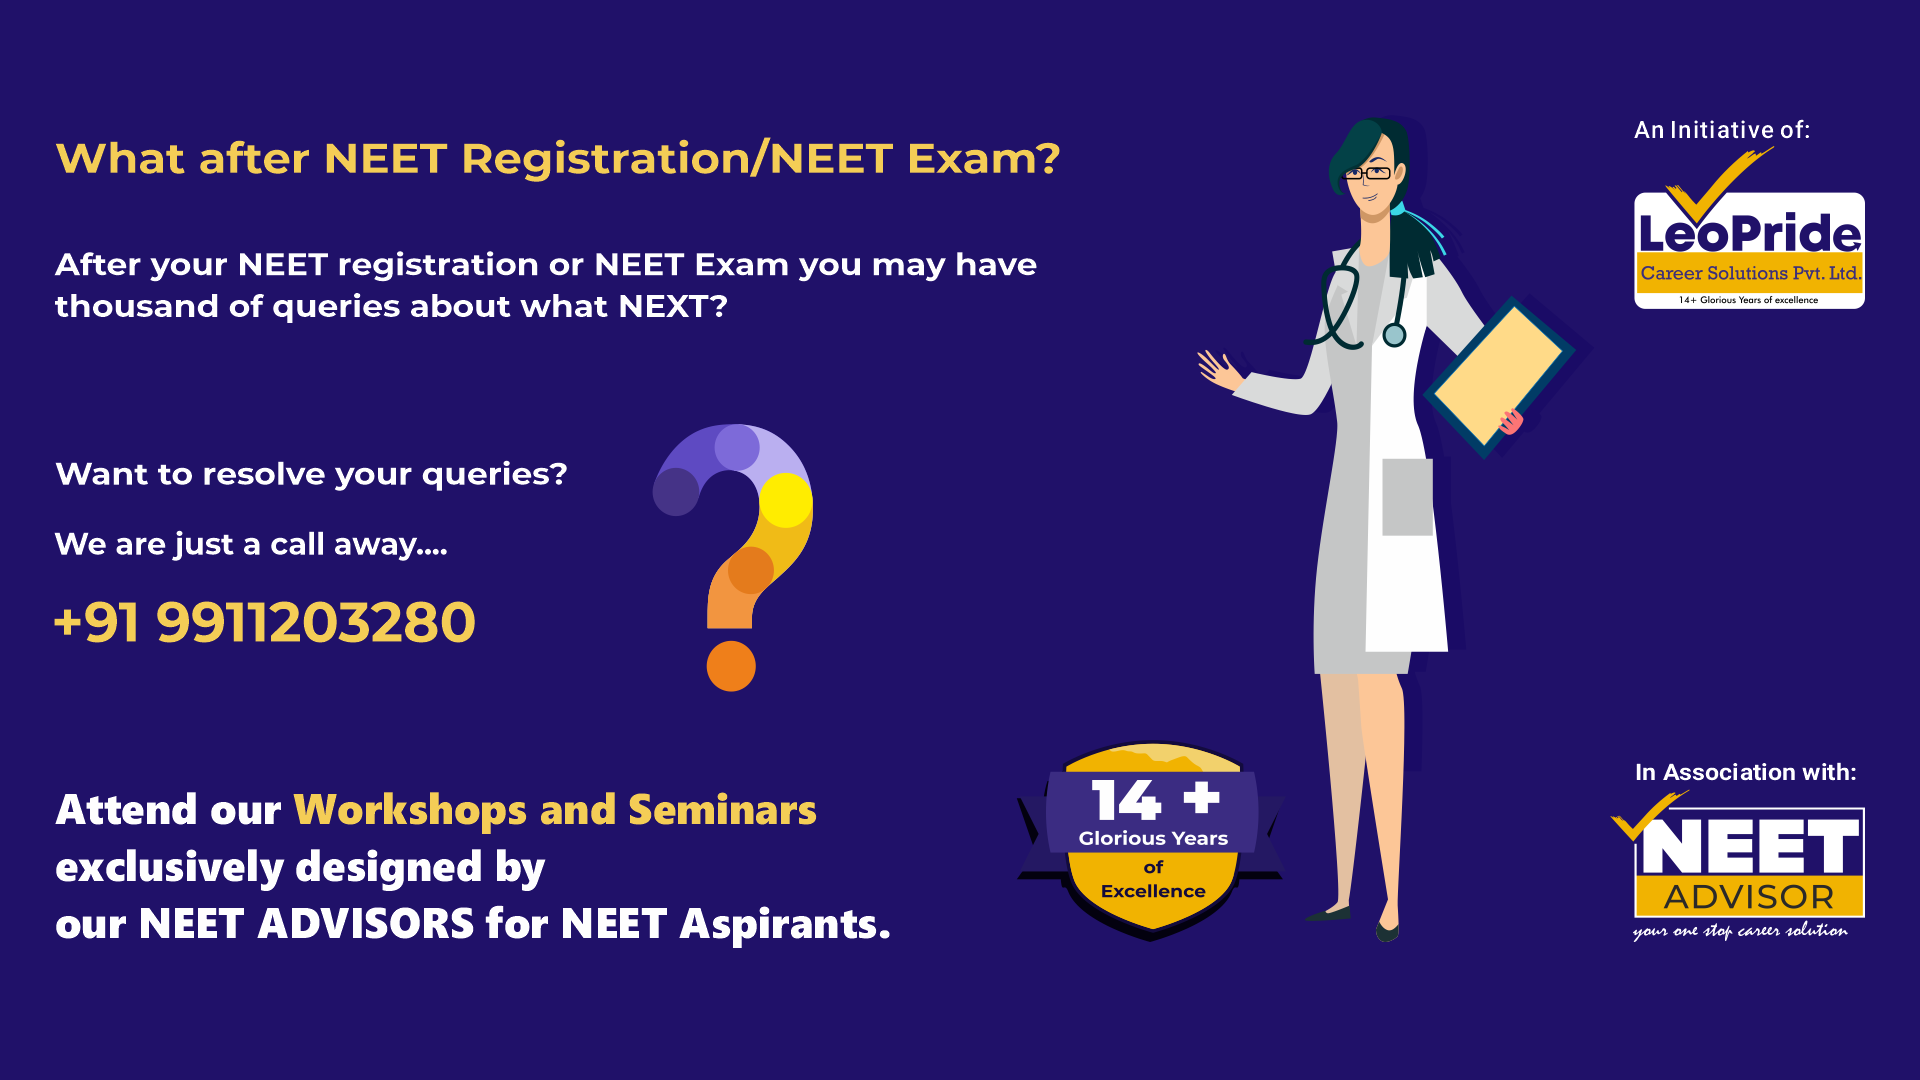 What after NEET Registration/NEET Exam?
After your NEET registration or NEET Exam you may have
thousand of queries about what NEXT?
Want to resolve your queries?
We are just a call away....
+91 9911203280
Attend our Workshops and Seminars
exclusively designed by
our NEET ADVISORS for NEET Aspirants.
14 +
Glorious Years
of
Excellence
An Initiative of:
LeoPride
Career Solutions Pvt. Ltd.
14+ Glorious Years of excellence
In Association with:
NEET
ADVISOR
your one stop career solution